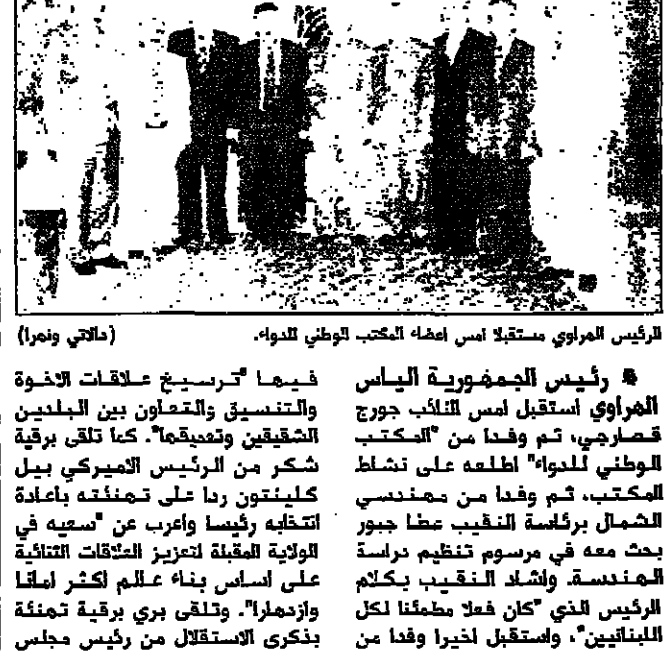 الرئيس الهراوي مستقبلا امس اعضاء المكتب الوطني للدواء. (دالاتي ونهرا)
رئيس الجمهورية الياس
الهراوي استقبل امس النائب جورج
قصارجي، ثم وفدا من "المكتب
الوطني للدواء" اطلعه على نشاط
المكتب، ثم وفدا من مهندسي
الشمال برئاسة النقيب عطا جبور
بحث معه في مرسوم تنظيم دراسة
الهندسة. واشاد النقيب بكلام
الرئيس الذي "كان فعلا مطمئنا لكل
اللبنانيين"، واستقبل اخيرا وفدا من
فيها "ترسيخ علاقات الاخوة
والتنسيق والتعاون بين البلدين
الشقيقين وتعميقها". كما تلقى برقية
شكر من الرئيس الاميركي بيل
كلينتون ردا على تهنئته باعادة
انتخابه رئيسا واعرب عن "سعيه في
الولاية المقبلة لتعزيز العلاقات الثنائية
على اساس بناء عالم اكثر امانا
وازدهارا". وتلقى بري برقية تهنئة
بذكرى الاستقلال من رئيس مجلس